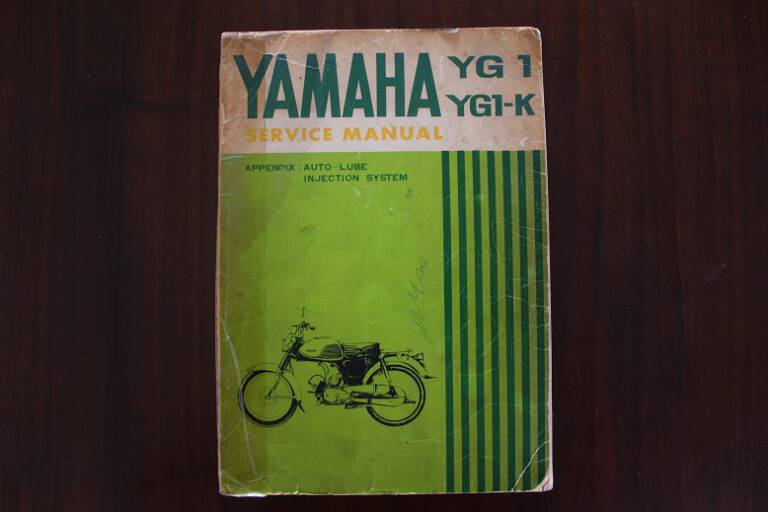 YAMAHA YG 1
YG1-K
SERVICE MANUAL
APPENDIX : AUTO-LUBE
INJECTION SYSTEM